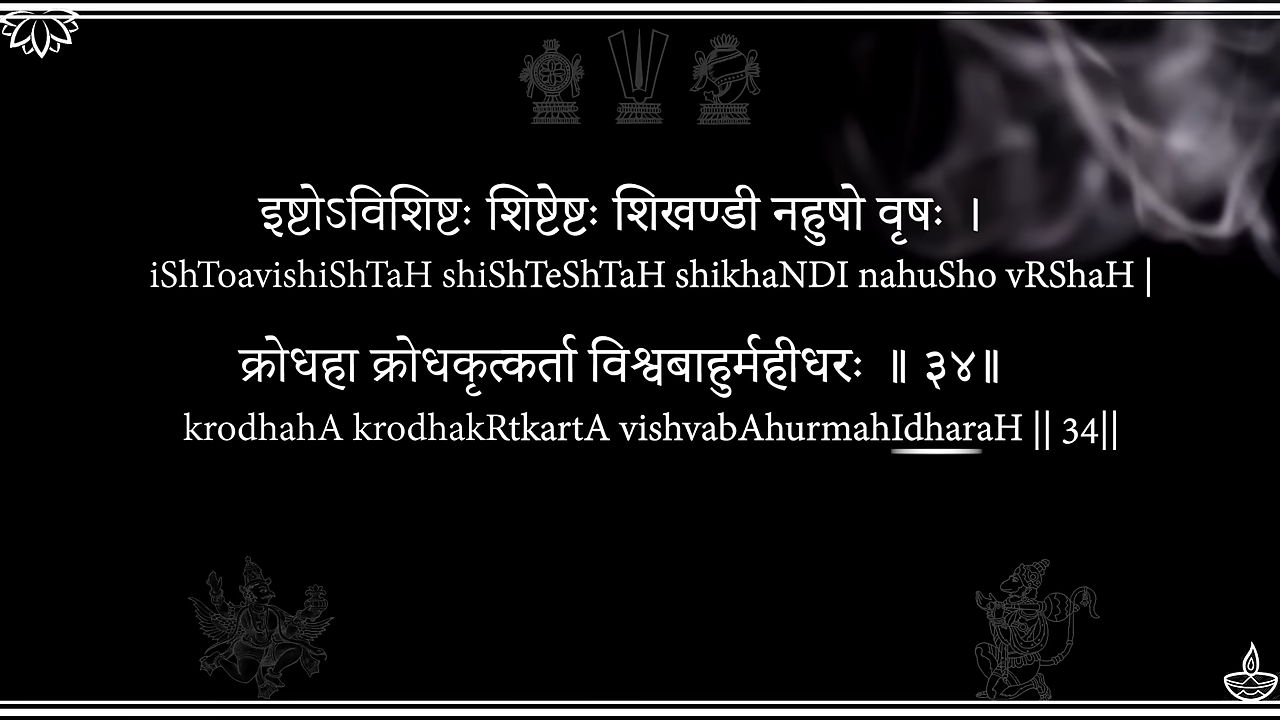 इष्टोऽविशिष्टः शिष्टेष्टः शिखण्डी नहुषो वृषः ।
iShToavishiShTaH shiShTeShTaH shikhaNDI nahuSho vRShaH |
क्रोधहा क्रोधकृत्कर्ता विश्वबाहुर्महीधरः ॥ ३४॥
krodhahA krodhakRtkartA vishvabAhurmahIdharaH || 34||